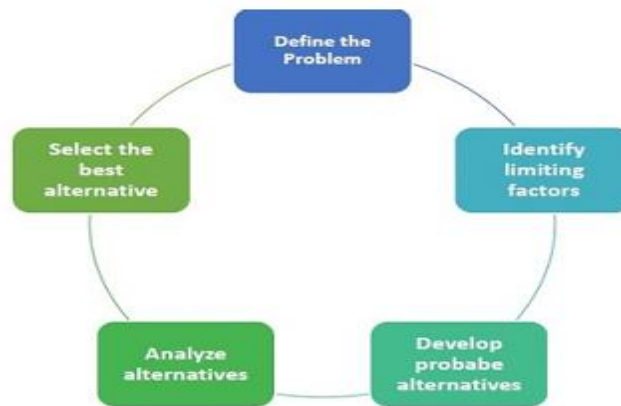 Define the
Problem
Identify
limiting
factors
Develop
probabe
alternatives
Analyze
alternatives
Select the
best
alternative